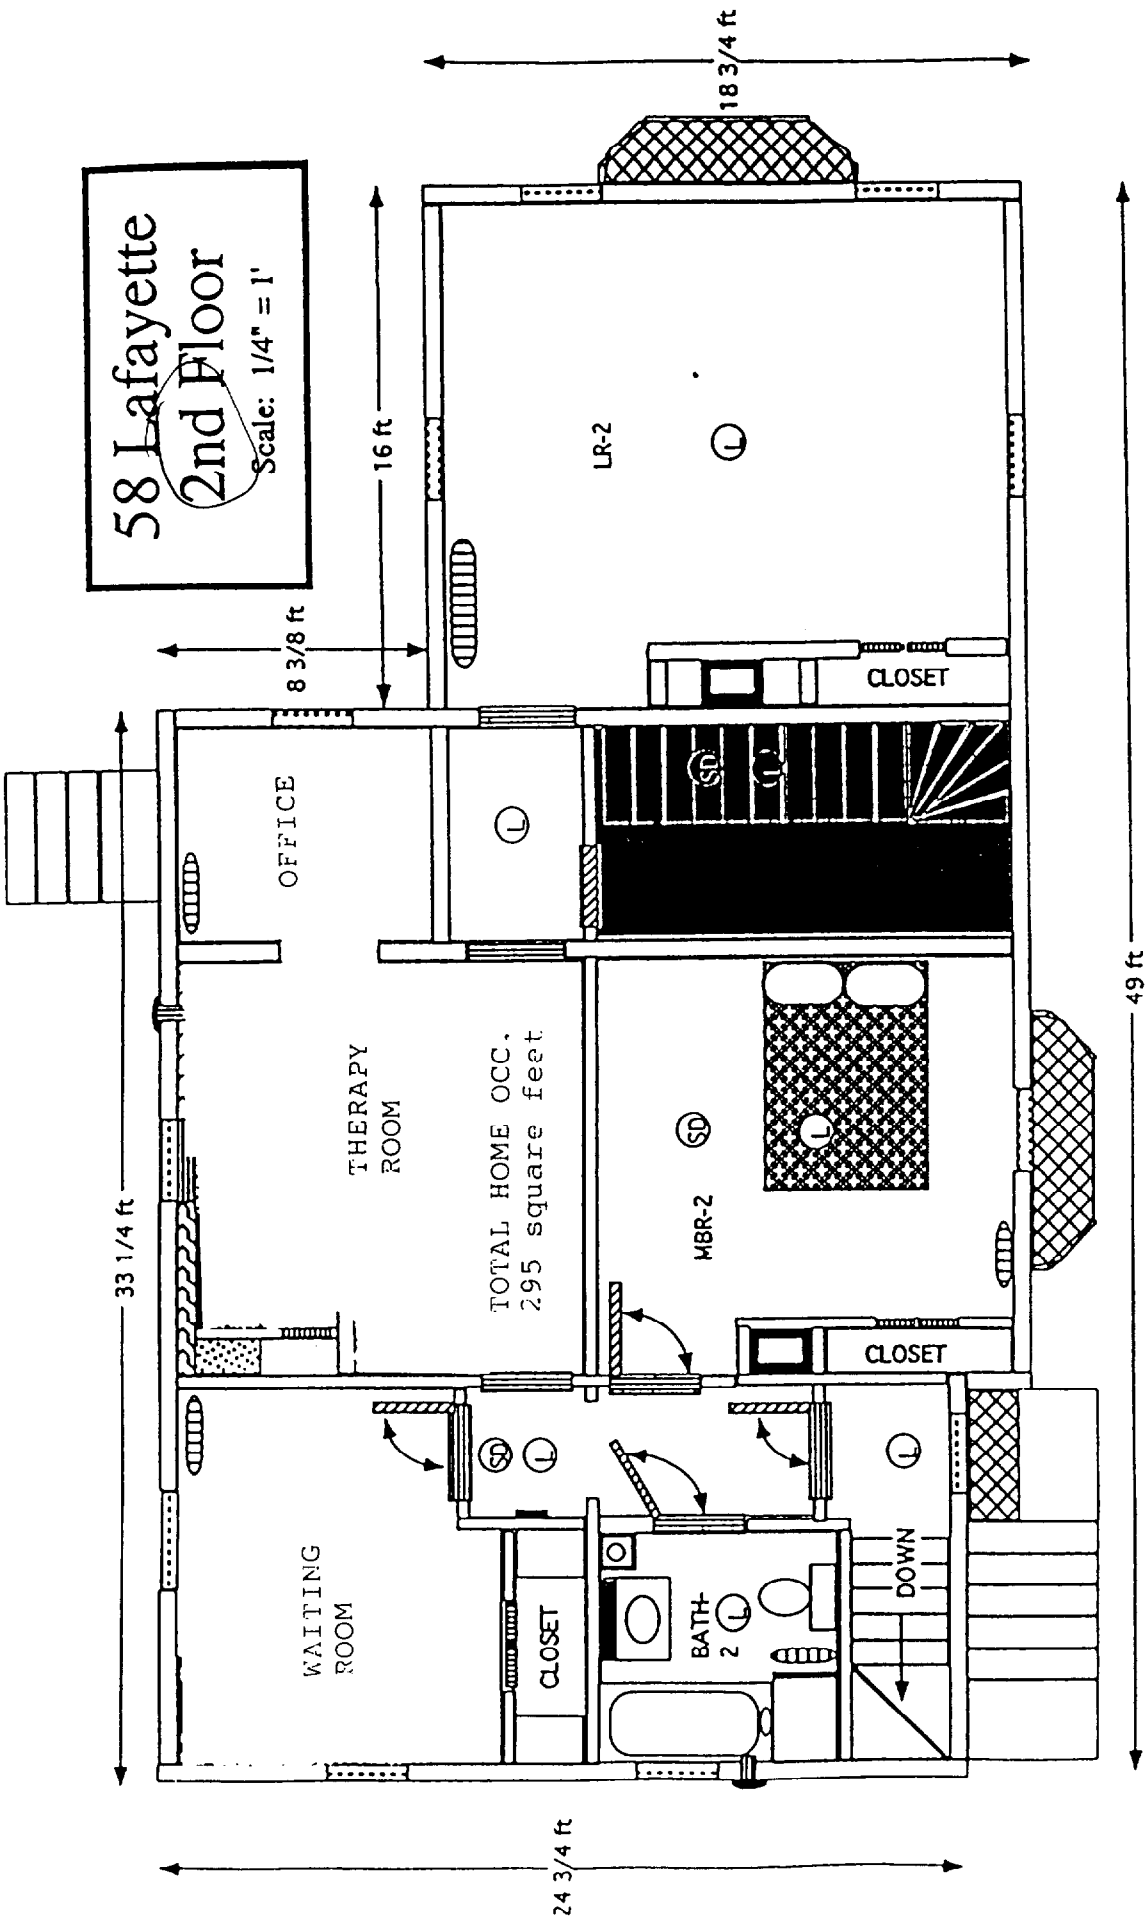 58 Lafayette
2nd Floor
Scale: 1/4" = 1'
33 1/4 ft
8 3/8 ft
16 ft
18 3/4 ft
24 3/4 ft
49 ft
WAITING
ROOM
THERAPY
ROOM
OFFICE
TOTAL HOME OCC.
295 square feet
L
LR-2
L
CLOSET
SD
L
CLOSET
SD
L
BATH-
2
L
MBR-2
SD
L
CLOSET
DOWN
L